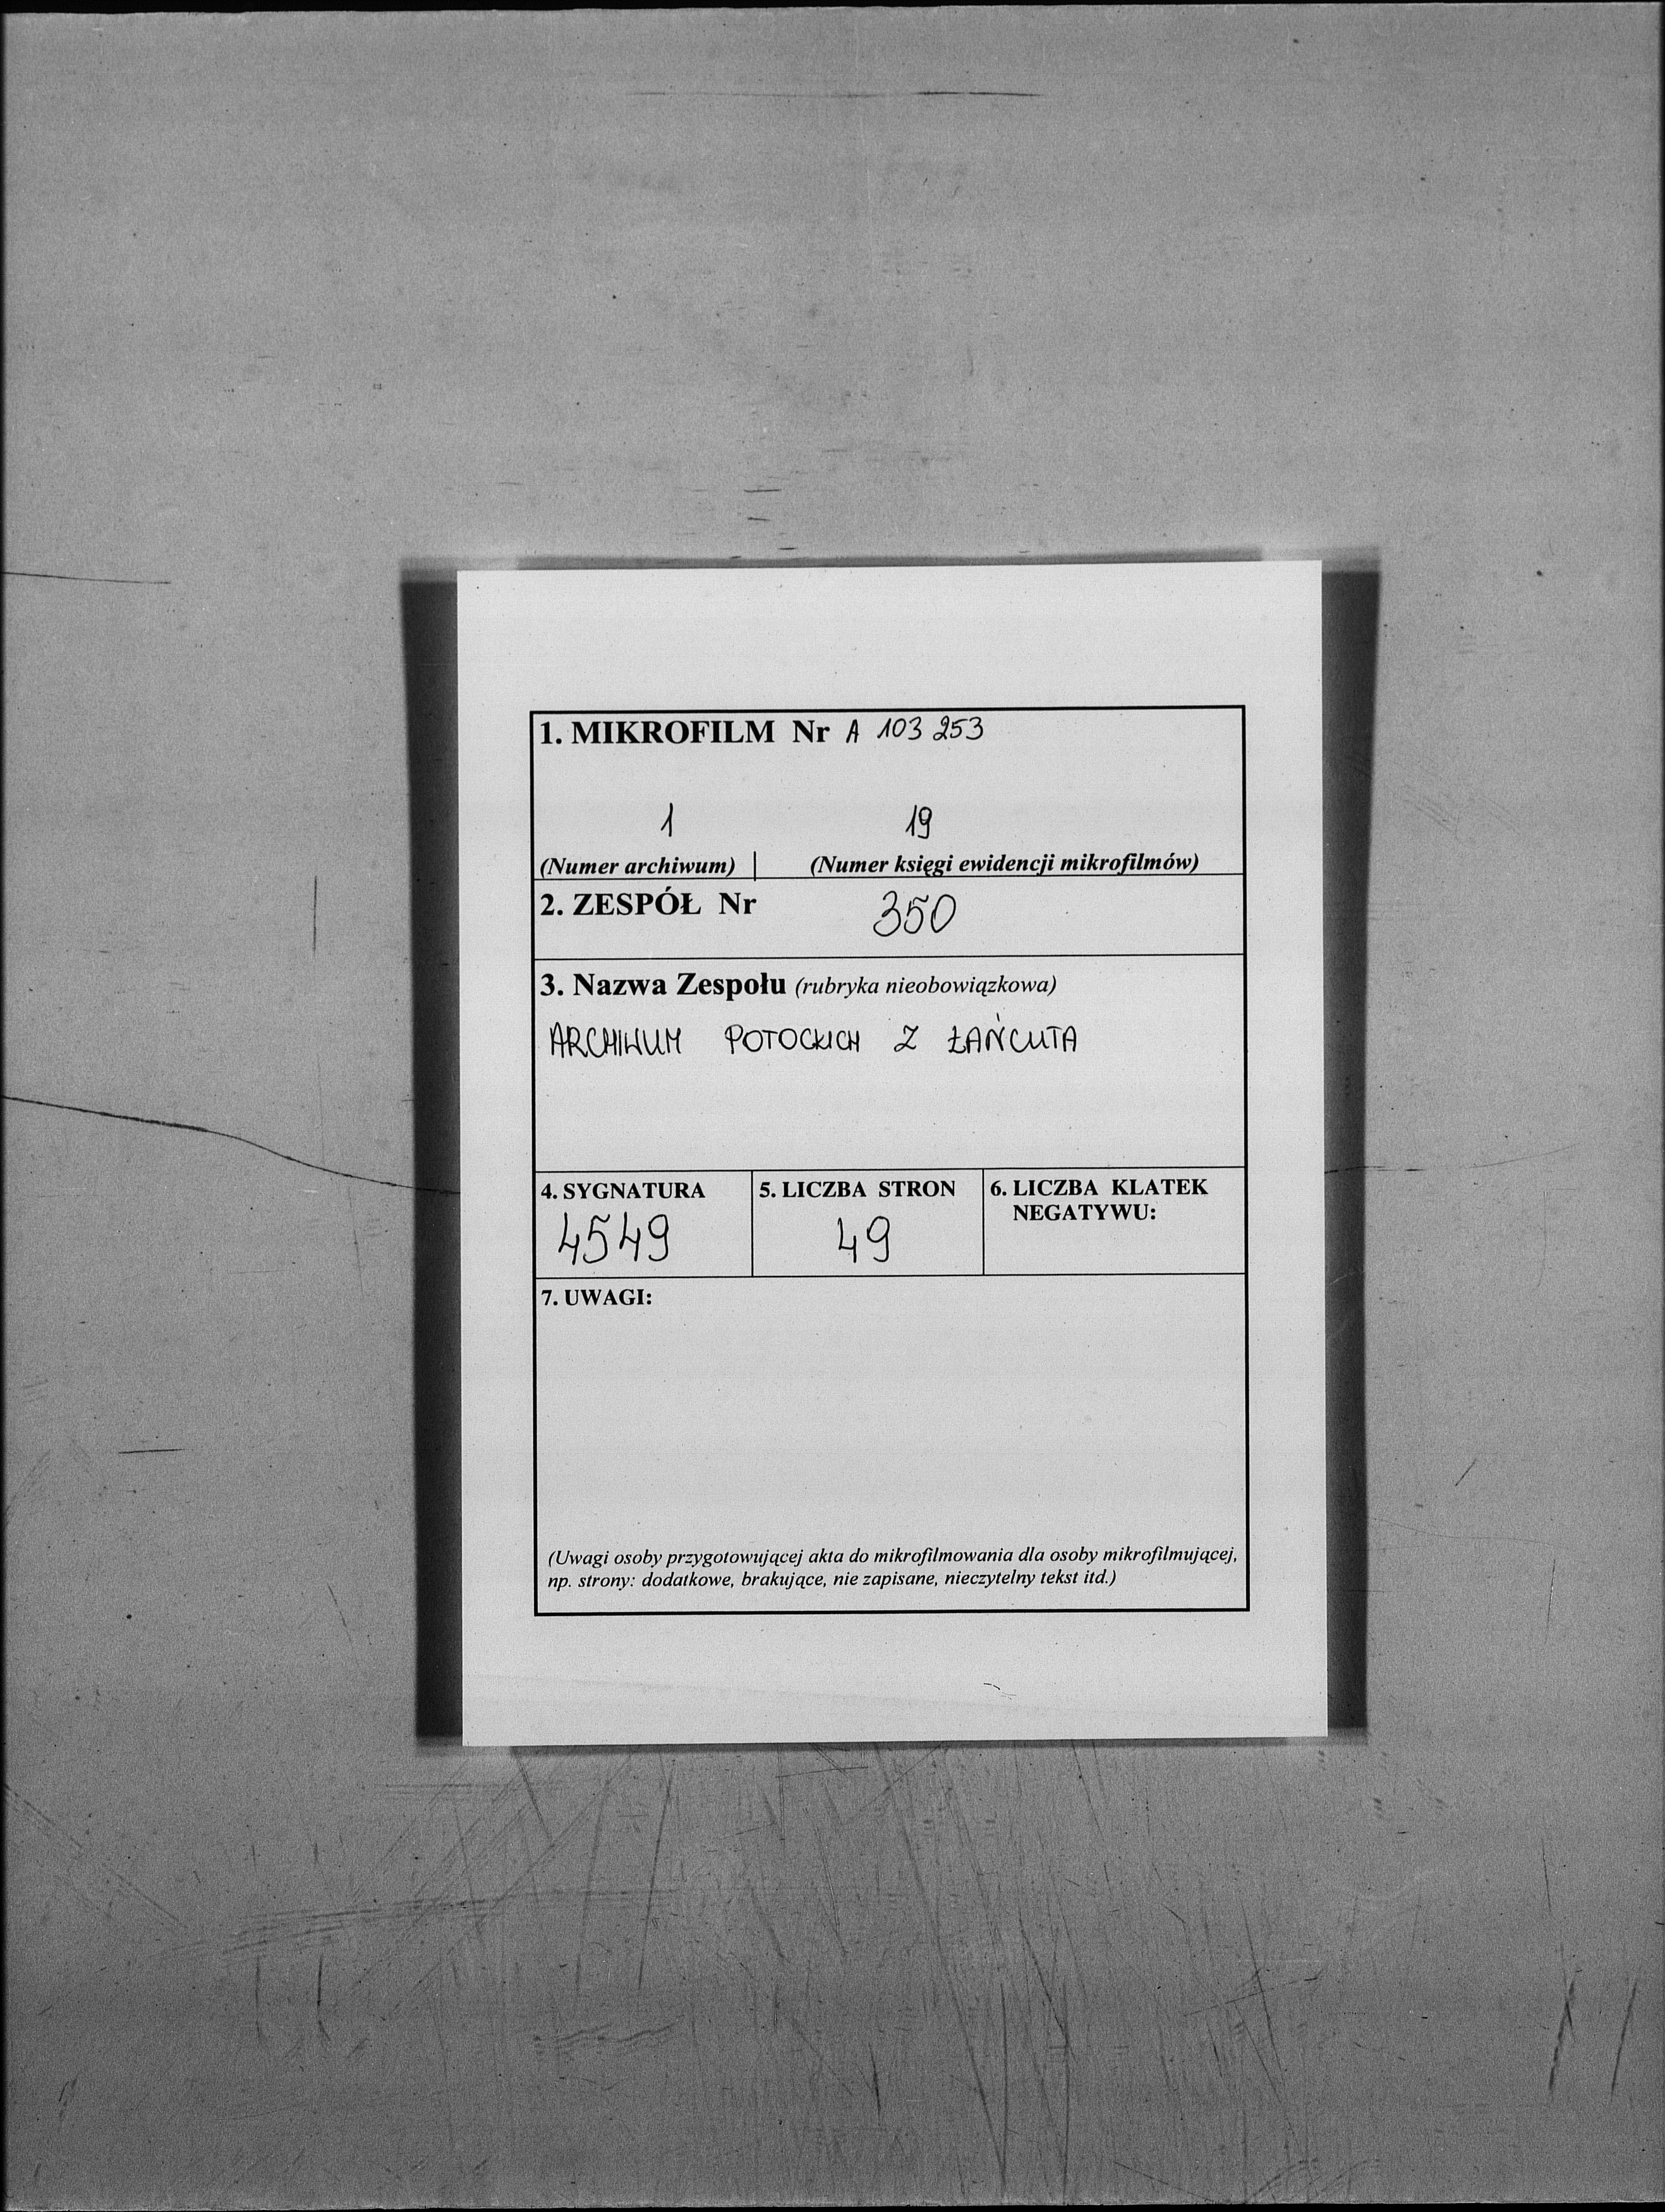 1. MIKROFILM Nr A 103 253
1 19
(Numer archiwum) | (Numer księgi ewidencji mikrofilmów)
2. ZESPÓŁ Nr 350
3. Nazwa Zespołu (rubryka nieobowiązkowa)
ARCHIWUM POTOCKICH Z ŁAŃCUTA
4. SYGNATURA 5. LICZBA STRON 6. LICZBA KLATEK
NEGATYWU:
4549 49
7. UWAGI:
(Uwagi osoby przygotowującej akta do mikrofilmowania dla osoby mikrofilmującej,
np. strony: dodatkowe, brakujące, nie zapisane, nieczytelny tekst itd.)